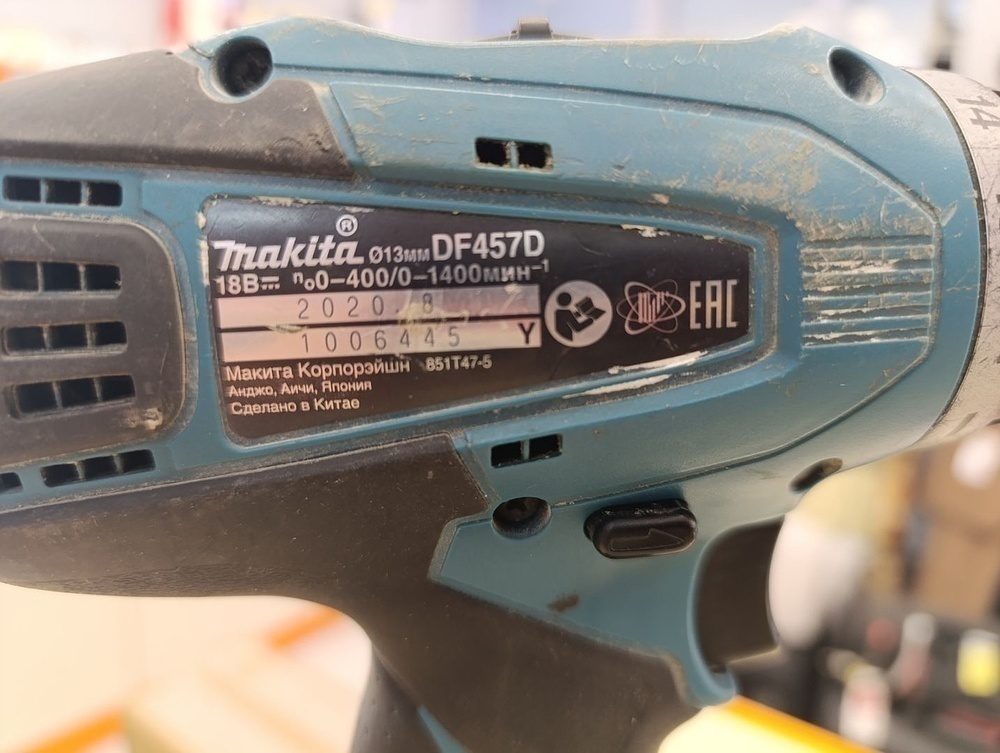 makita® Ø13мм DF457D
18В⎓ n₀0-400/0-1400мин⁻¹
2020 8
1006445 Y
Макита Корпорэйшн 851T47-5
Анджо, Аичи, Япония
Сделано в Китае
EAC
14